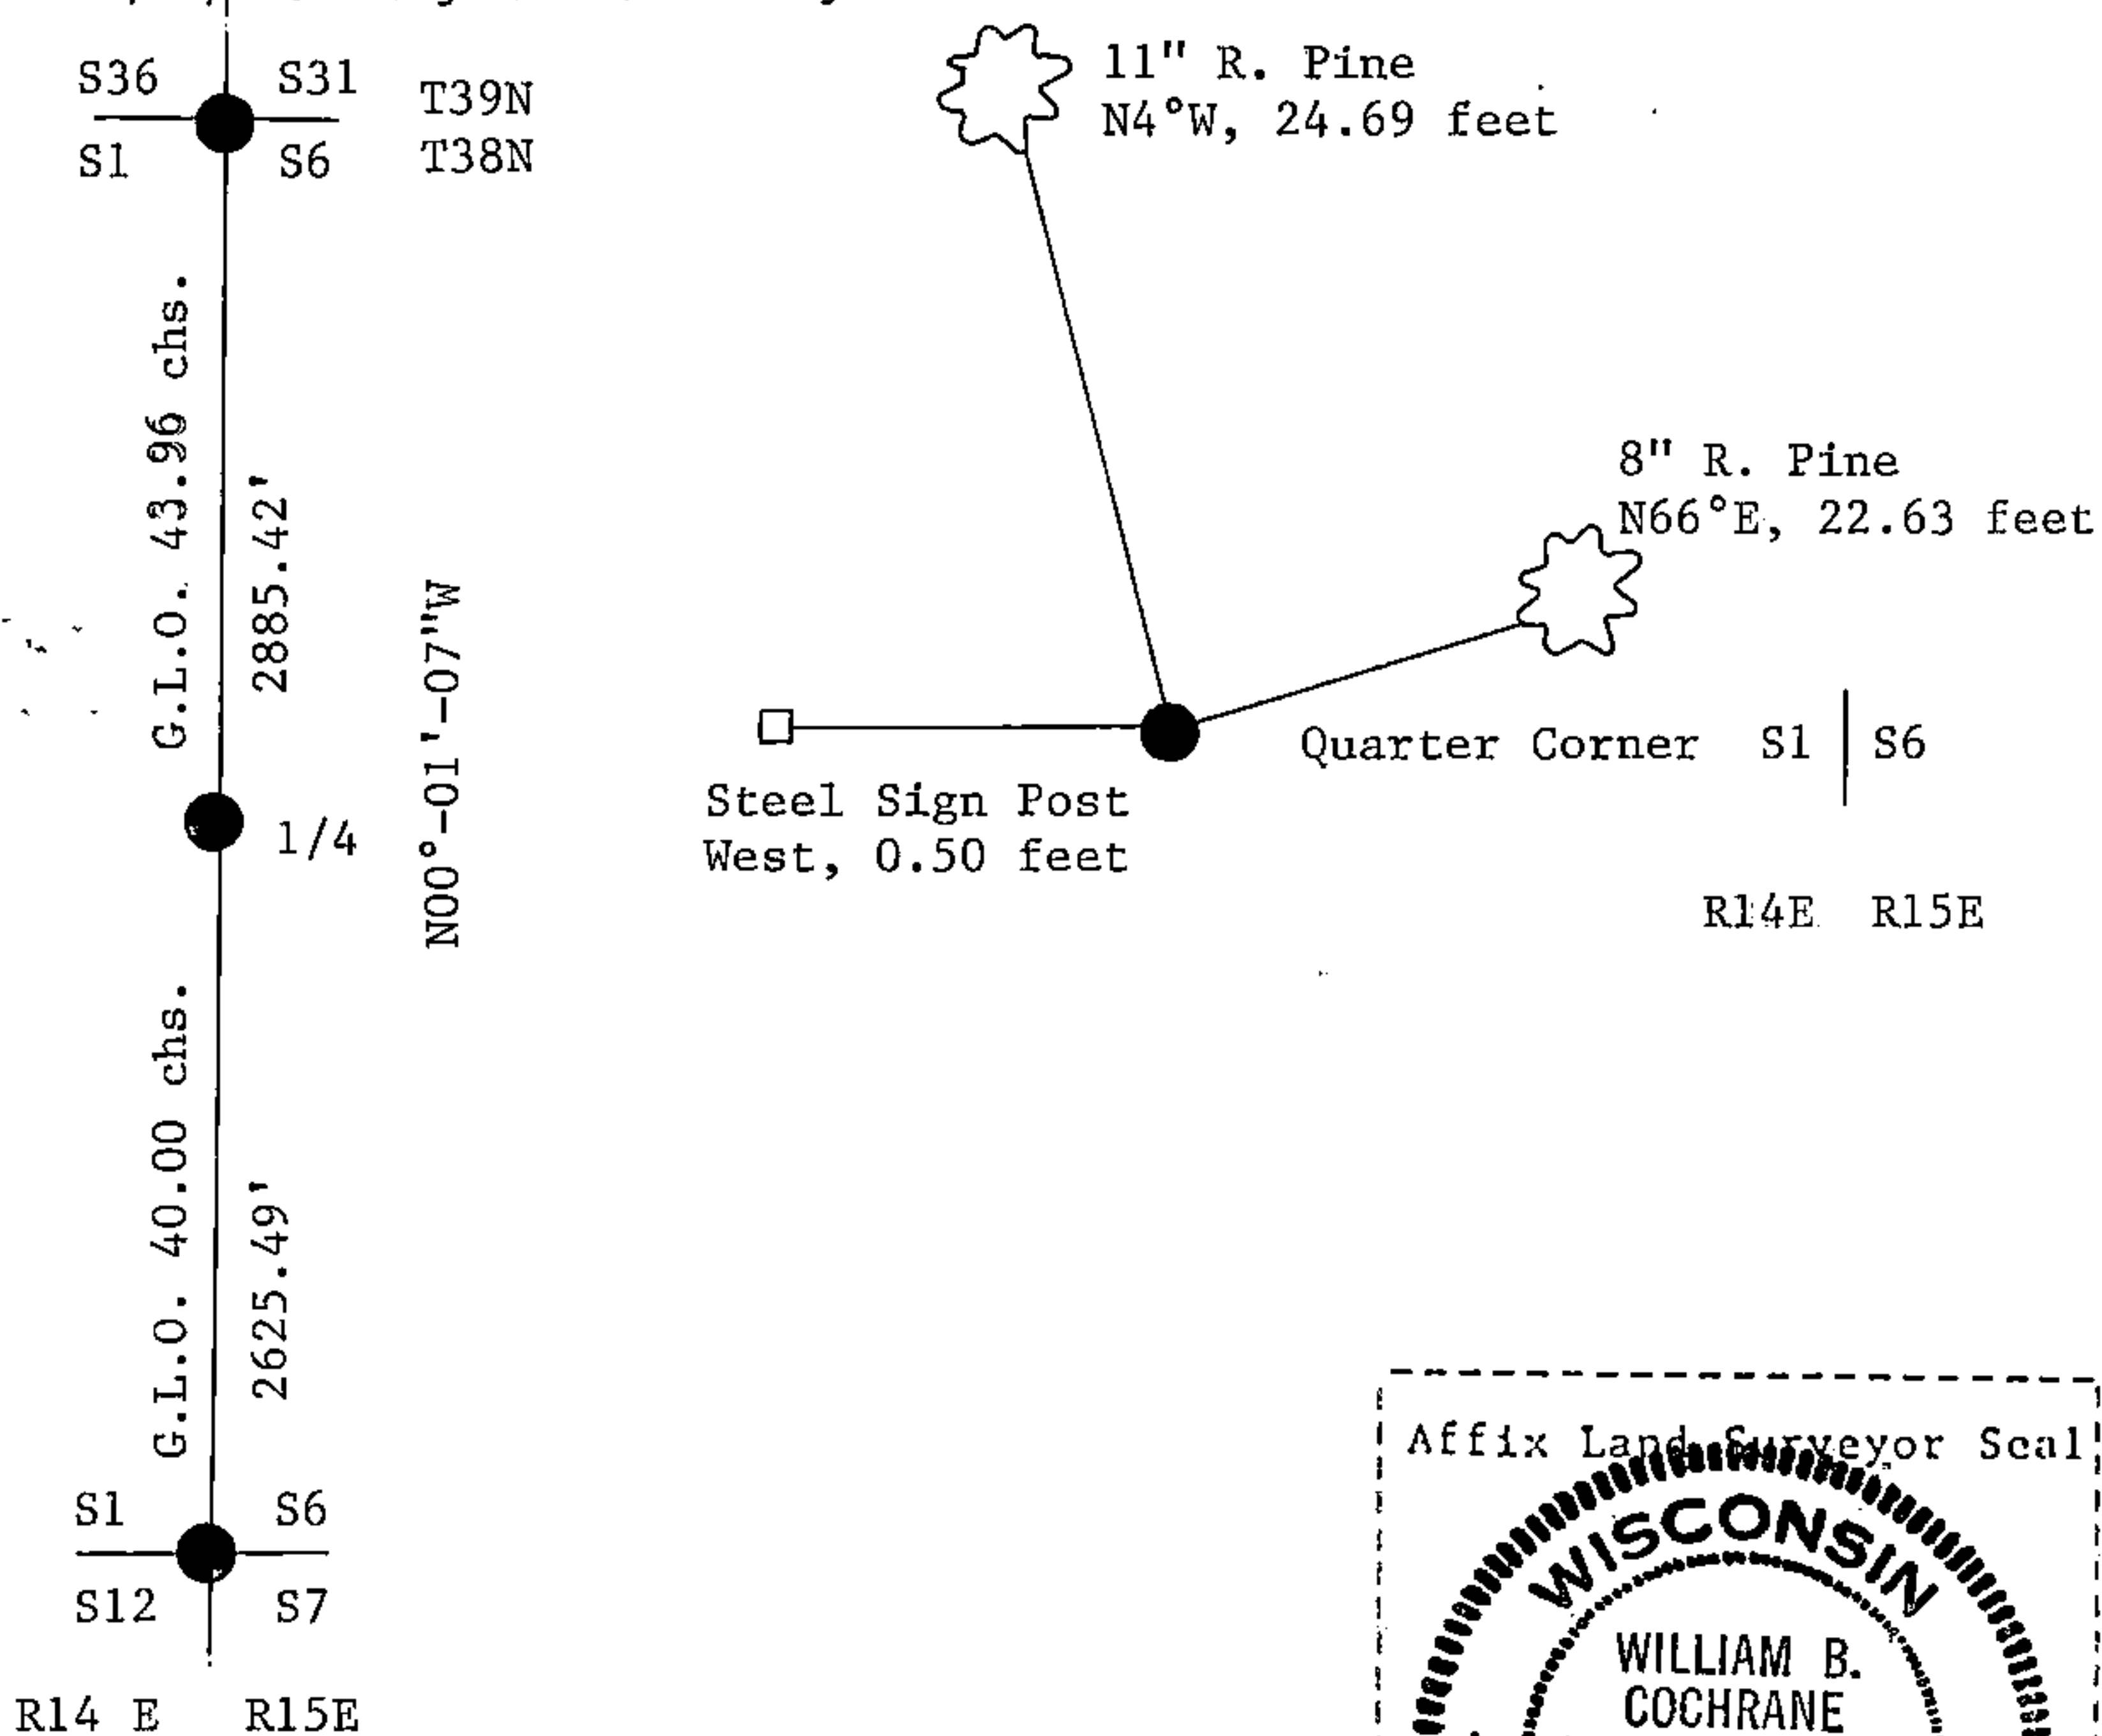 S36 S31
T39N
S1 S6
T38N
G.L.O. 43.96 chs.
2885.42'
N00°-01'-07"W
1/4
G.L.O. 40.00 chs.
2625.49'
S1 S6
S12 S7
R14 E R15E
11" R. Pine
N4°W, 24.69 feet
8" R. Pine
N66°E, 22.63 feet
Quarter Corner S1 S6
Steel Sign Post
West, 0.50 feet
R14E R15E
Affix Land Surveyor Seal
WISCONSIN
WILLIAM B.
COCHRANE